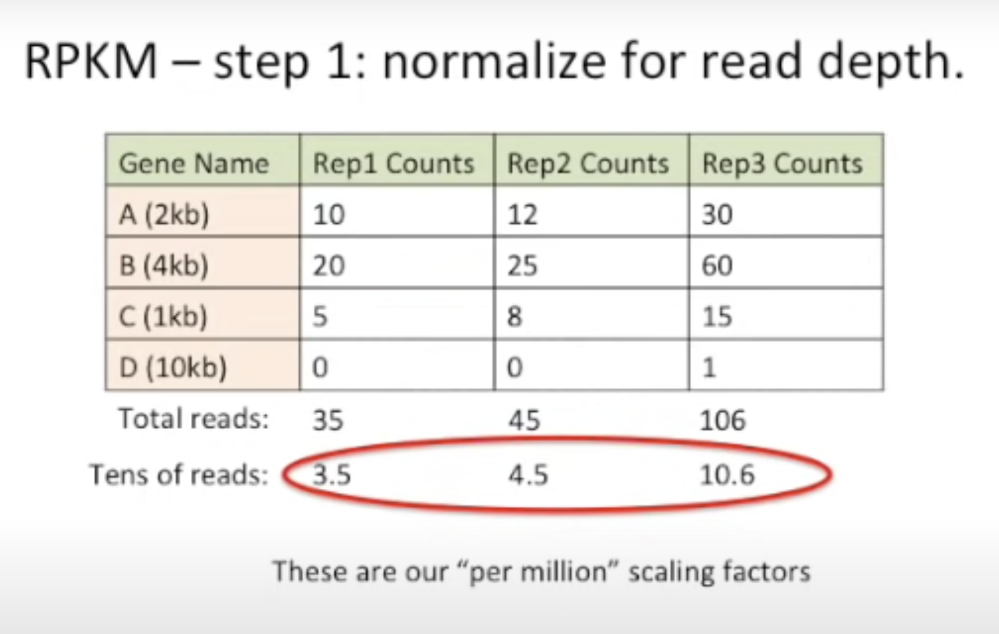 RPKM – step 1: normalize for read depth.
Gene Name Rep1 Counts Rep2 Counts Rep3 Counts
A (2kb) 10 12 30
B (4kb) 20 25 60
C (1kb) 5 8 15
D (10kb) 0 0 1
Total reads: 35 45 106
Tens of reads: 3.5 4.5 10.6
These are our “per million” scaling factors